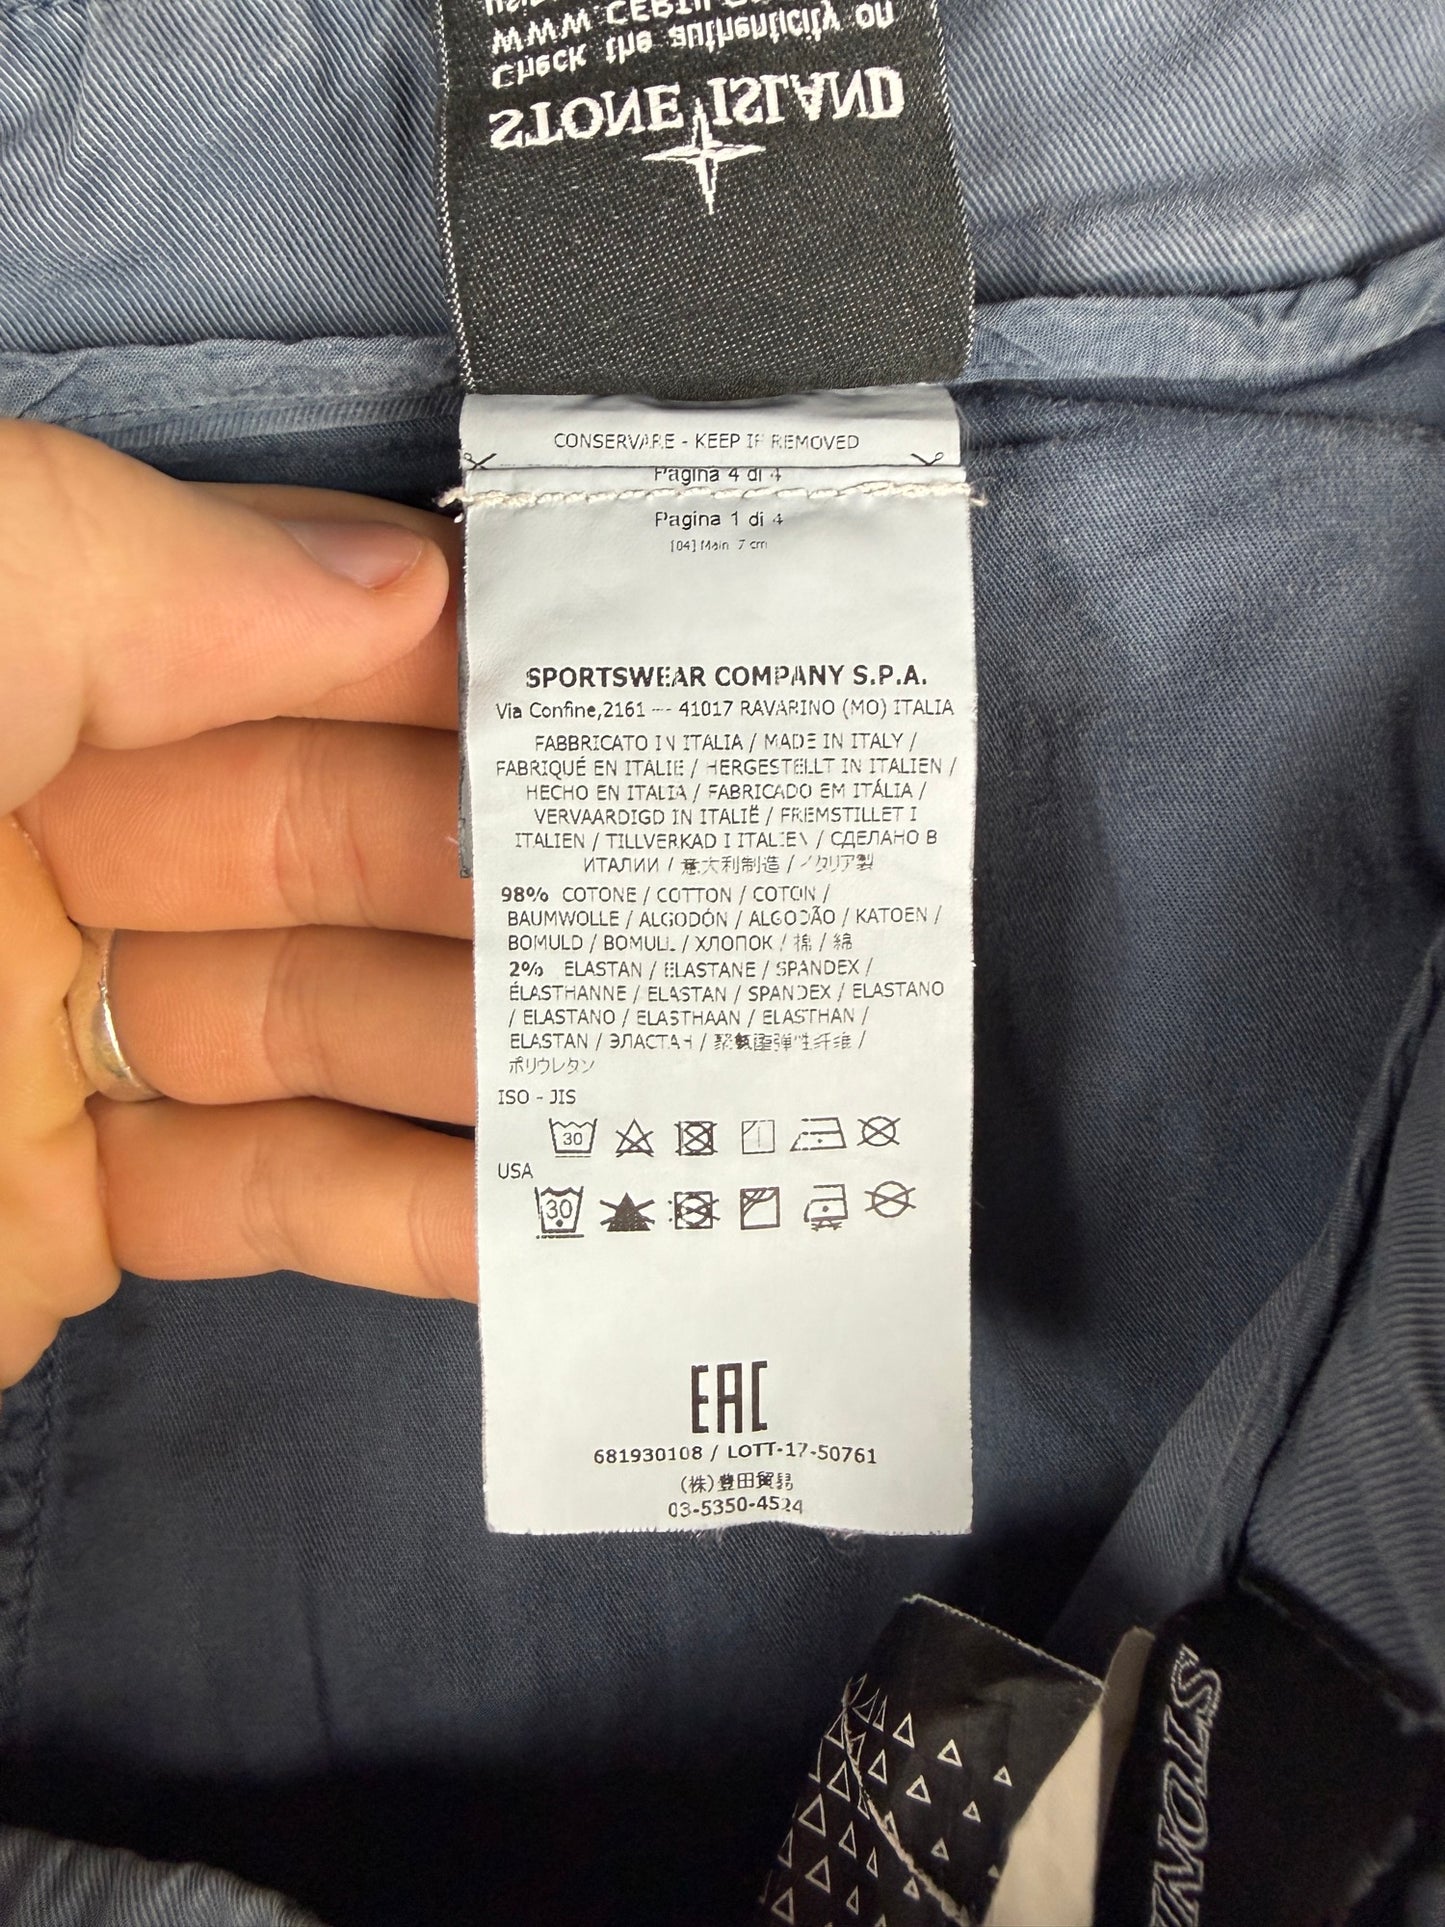 Check the authenticity on
STONE ISLAND
CONSERVARE - KEEP IF REMOVED
Pagina 4 di 4
Pagina 1 di 4
[04] Main 7 cm
SPORTSWEAR COMPANY S.P.A.
Via Confine,2161 -- 41017 RAVARINO (MO) ITALIA
FABBRICATO IN ITALIA / MADE IN ITALY /
FABRIQUÉ EN ITALIE / HERGESTELLT IN ITALIEN /
HECHO EN ITALIA / FABRICADO EM ITÁLIA /
VERVAARDIGD IN ITALIË / FREMSTILLET I
ITALIEN / TILLVERKAD I ITALIEN / СДЕЛАНО В
ИТАЛИИ / 意大利制造 / イタリア製
98% COTONE / COTTON / COTON /
BAUMWOLLE / ALGODÓN / ALGODÃO / KATOEN /
BOMULD / BOMULL / ХЛОПОК / 棉 / 綿
2% ELASTAN / ELASTANE / SPANDEX /
ÉLASTHANNE / ELASTAN / SPANDEX / ELASTANO
/ ELASTANO / ELASTHAAN / ELASTHAN /
ELASTAN / ЭЛАСТАН / 聚氨酯弹性纤维 /
ポリウレタン
ISO - JIS
30
USA
30
EAC
681930108 / LOTT-17-50761
(株)豊田貿易
03-5350-4524